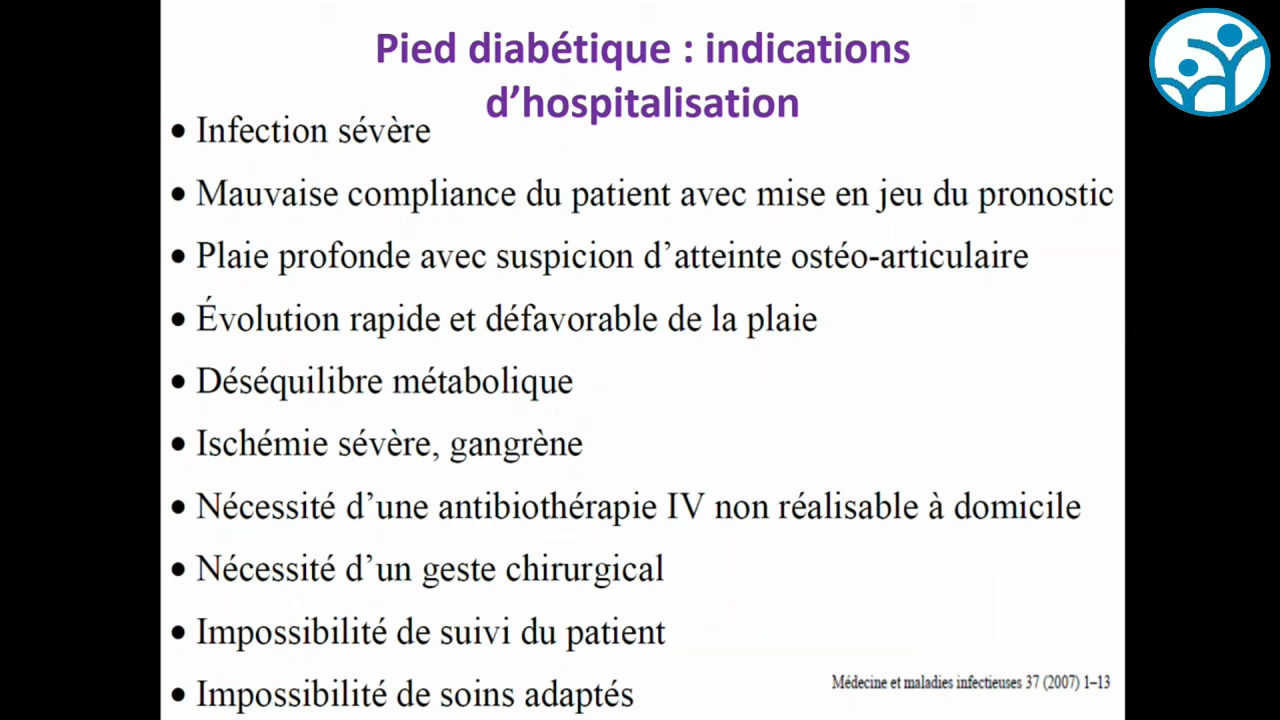 Pied diabétique : indications
d’hospitalisation
• Infection sévère
• Mauvaise compliance du patient avec mise en jeu du pronostic
• Plaie profonde avec suspicion d’atteinte ostéo-articulaire
• Évolution rapide et défavorable de la plaie
• Déséquilibre métabolique
• Ischémie sévère, gangrène
• Nécessité d’une antibiothérapie IV non réalisable à domicile
• Nécessité d’un geste chirurgical
• Impossibilité de suivi du patient
• Impossibilité de soins adaptés
Médecine et maladies infectieuses 37 (2007) 1–13